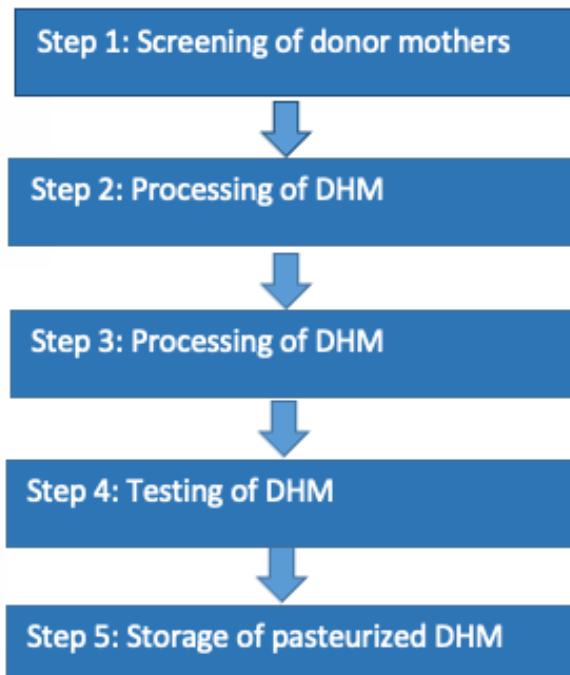 Step 1: Screening of donor mothers
Step 2: Processing of DHM
Step 3: Processing of DHM
Step 4: Testing of DHM
Step 5: Storage of pasteurized DHM